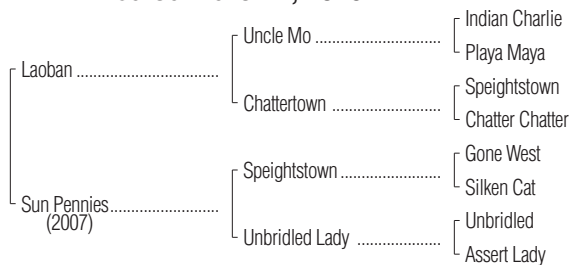 Indian Charlie
Uncle Mo
Playa Maya
Laoban
Speightstown
Chattertown
Chatter Chatter
Gone West
Speightstown
Silken Cat
Sun Pennies
(2007)
Unbridled
Unbridled Lady
Assert Lady